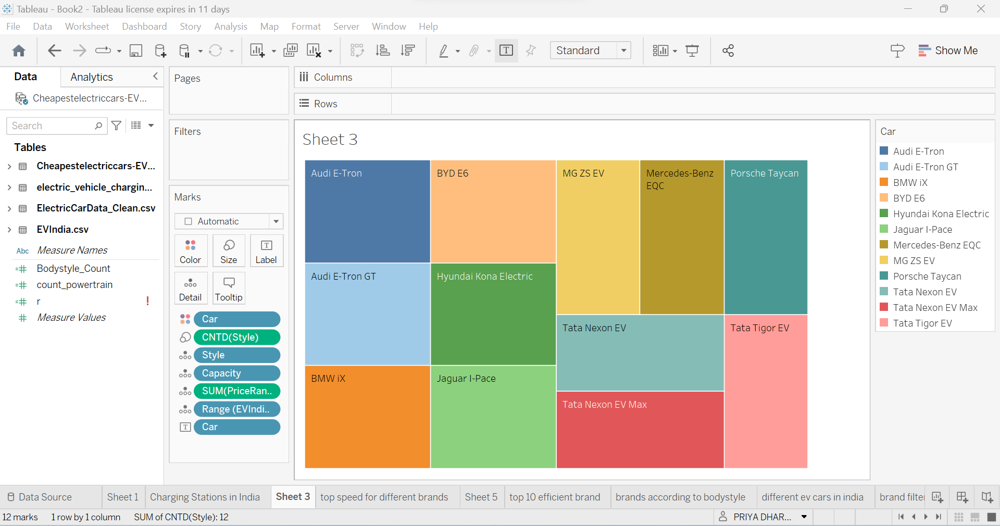 Tableau - Book2 - Tableau license expires in 11 days
File Data Worksheet Dashboard Story Analysis Map Format Server Window Help
Standard
Show Me
Data
Analytics
Cheapestelectriccars-EV...
Search
Tables
Cheapestelectriccars-EV...
electric_vehicle_chargin...
ElectricCarData_Clean.csv
EVIndia.csv
Abc Measure Names
Bodystyle_Count
count_powertrain
r !
Measure Values
Pages
Filters
Marks
Automatic
Color Size Label
Detail Tooltip
Car
CNTD(Style)
Style
Capacity
SUM(PriceRan..
Range (EVIndi..
Car
Columns
Rows
Sheet 3
Audi E-Tron
Audi E-Tron GT
BMW iX
BYD E6
Hyundai Kona Electric
Jaguar I-Pace
MG ZS EV
Mercedes-Benz
EQC
Porsche Taycan
Tata Nexon EV
Tata Nexon EV Max
Tata Tigor EV
Car
Audi E-Tron
Audi E-Tron GT
BMW iX
BYD E6
Hyundai Kona Electric
Jaguar I-Pace
Mercedes-Benz EQC
MG ZS EV
Porsche Taycan
Tata Nexon EV
Tata Nexon EV Max
Tata Tigor EV
Data Source Sheet 1 Charging Stations in India Sheet 3 top speed for different brands Sheet 5 top 10 efficient brand brands according to bodystyle different ev cars in india brand filter
12 marks 1 row by 1 column SUM of CNTD(Style): 12
PRIYA DHAR...